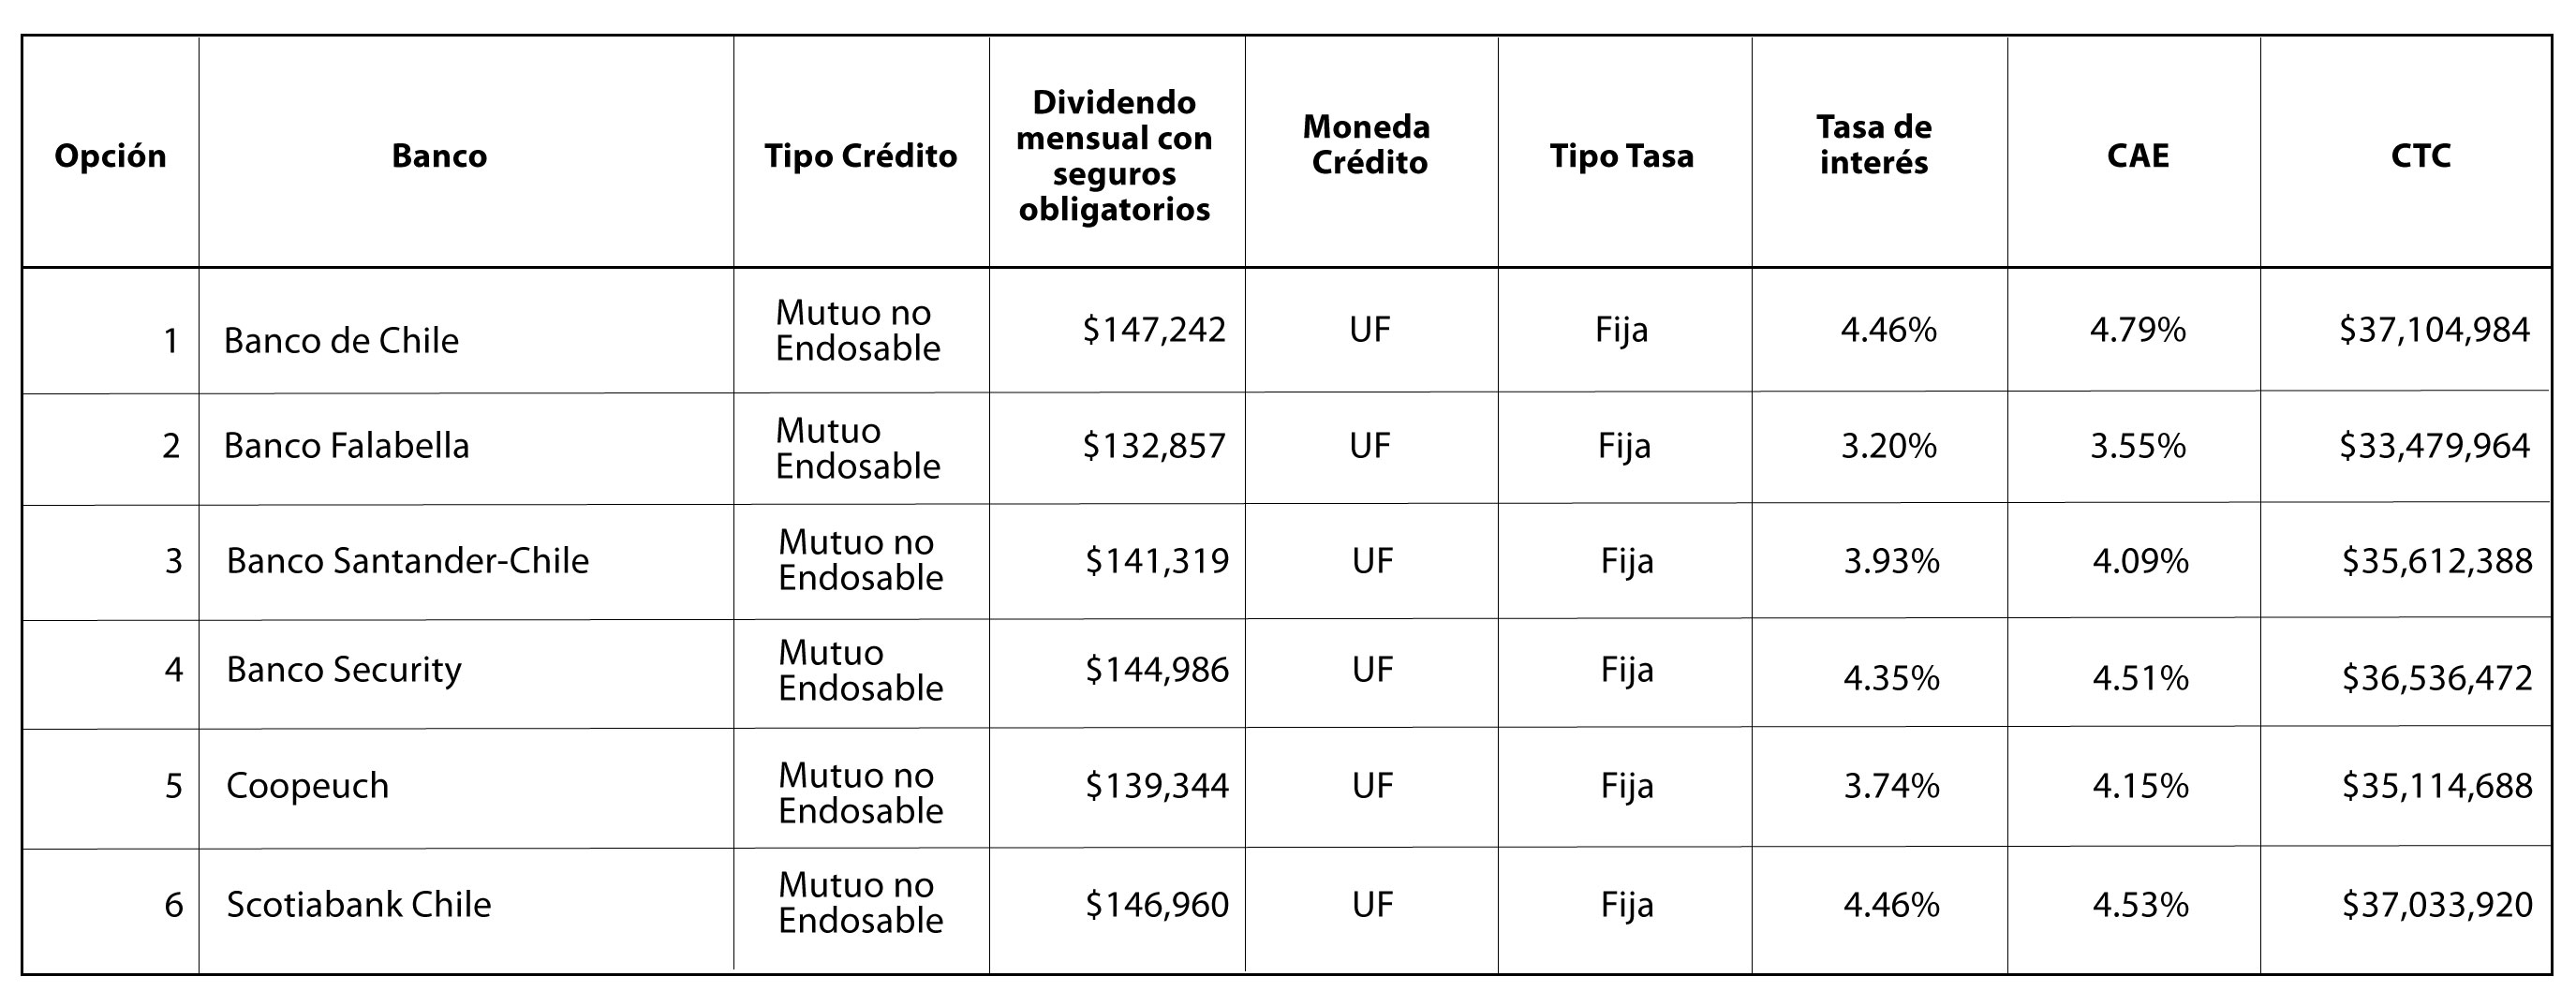 Opción
Banco
Tipo Crédito
Dividendo
mensual con
seguros
obligatorios
Moneda
Crédito
Tipo Tasa
Tasa de
interés
CAE
CTC
1
Banco de Chile
Mutuo no
Endosable
$147,242
UF
Fija
4.46%
4.79%
$37,104,984
2
Banco Falabella
Mutuo
Endosable
$132,857
UF
Fija
3.20%
3.55%
$33,479,964
3
Banco Santander-Chile
Mutuo no
Endosable
$141,319
UF
Fija
3.93%
4.09%
$35,612,388
4
Banco Security
Mutuo
Endosable
$144,986
UF
Fija
4.35%
4.51%
$36,536,472
5
Coopeuch
Mutuo no
Endosable
$139,344
UF
Fija
3.74%
4.15%
$35,114,688
6
Scotiabank Chile
Mutuo no
Endosable
$146,960
UF
Fija
4.46%
4.53%
$37,033,920